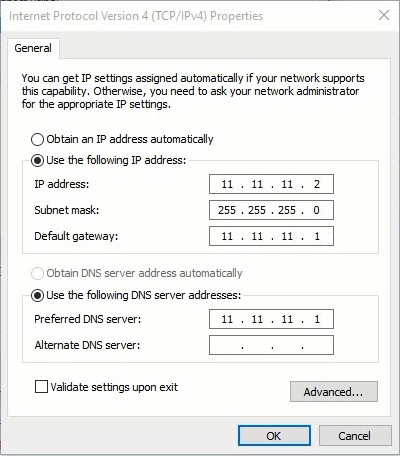 Internet Protocol Version 4 (TCP/IPv4) Properties
General
You can get IP settings assigned automatically if your network supports
this capability. Otherwise, you need to ask your network administrator
for the appropriate IP settings.
Obtain an IP address automatically
Use the following IP address:
IP address: 11 . 11 . 11 . 2
Subnet mask: 255 . 255 . 255 . 0
Default gateway: 11 . 11 . 11 . 1
Obtain DNS server address automatically
Use the following DNS server addresses:
Preferred DNS server: 11 . 11 . 11 . 1
Alternate DNS server: . . .
Validate settings upon exit
Advanced...
OK Cancel